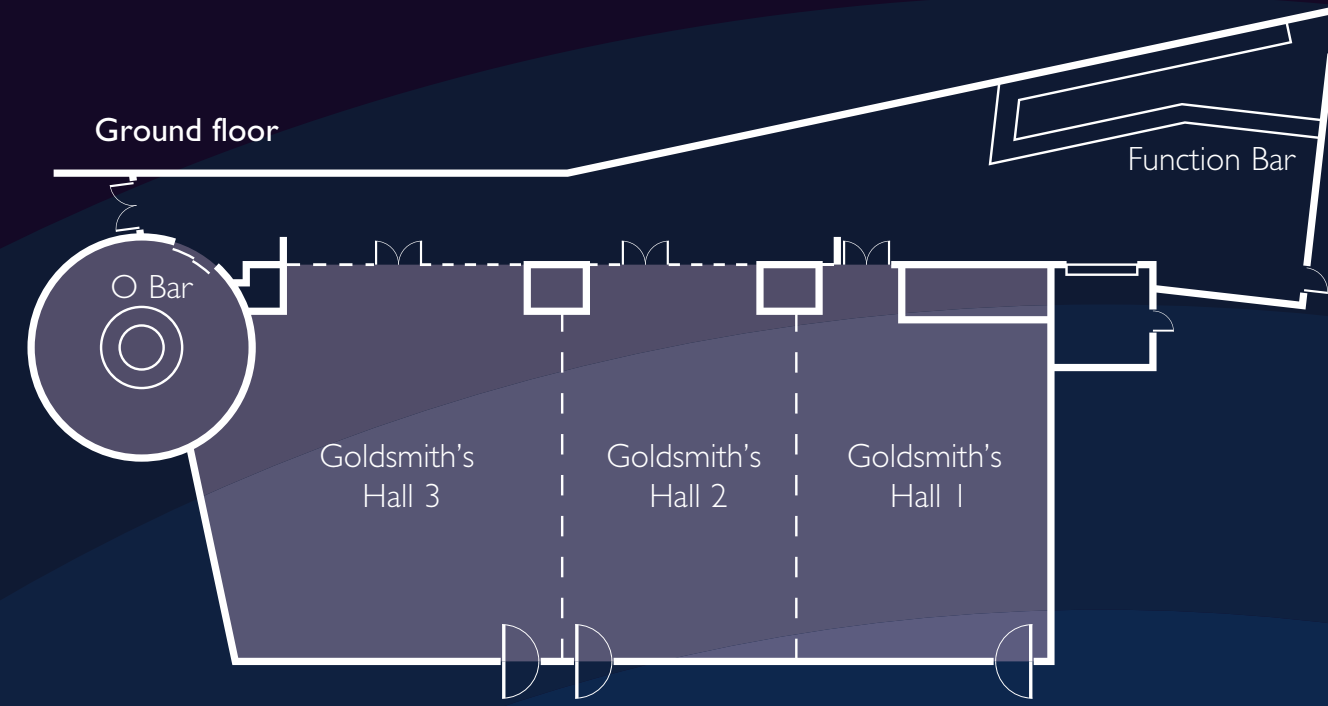 Ground floor
Function Bar
O Bar
Goldsmith’s
Hall 3
Goldsmith’s
Hall 2
Goldsmith’s
Hall 1